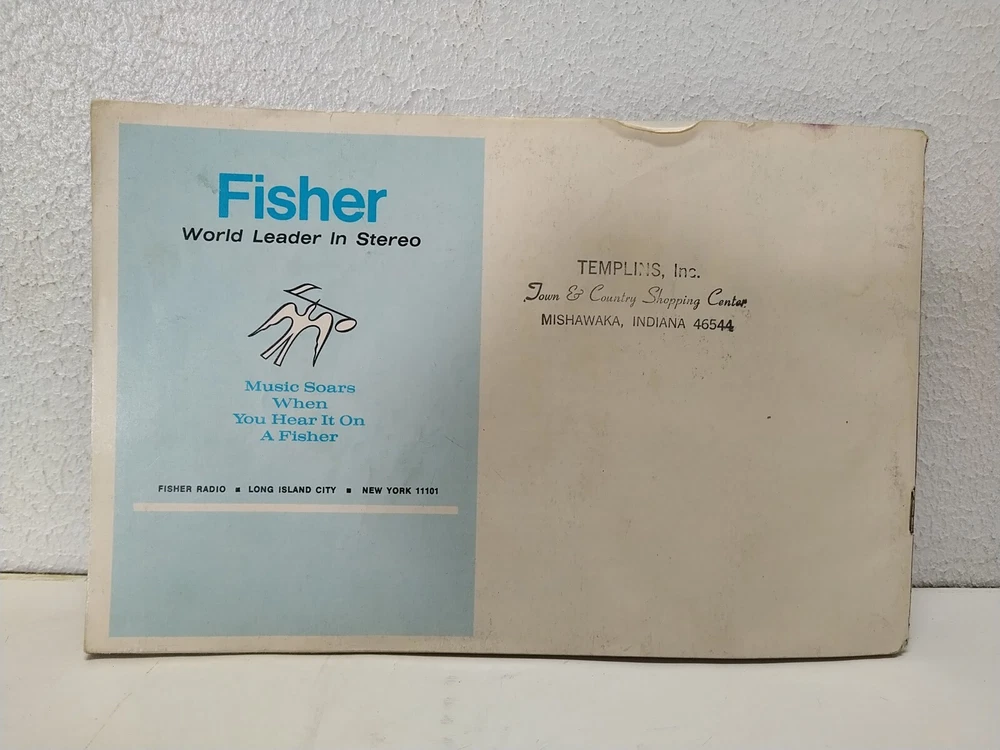 Fisher
World Leader In Stereo
Music Soars
When
You Hear It On
A Fisher
FISHER RADIO ■ LONG ISLAND CITY ■ NEW YORK 11101
TEMPLINS, Inc.
Town & Country Shopping Center
MISHAWAKA, INDIANA 46544